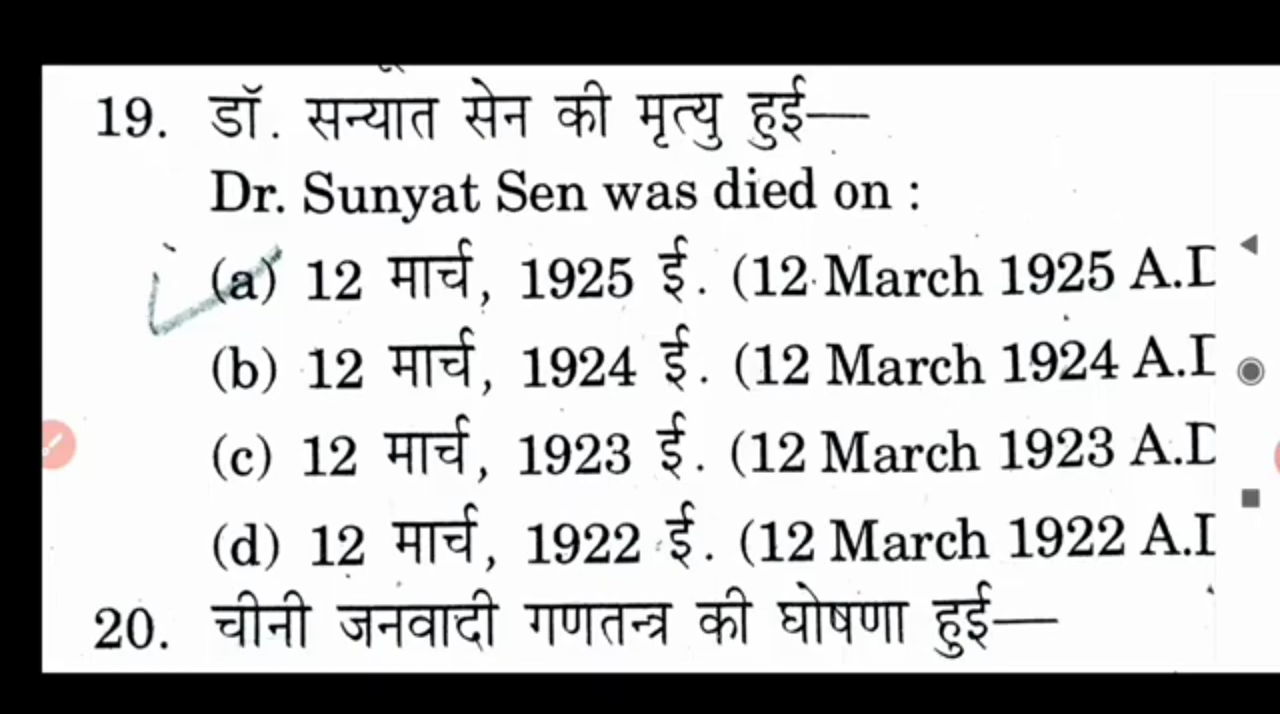 19. डॉ. सन्यात सेन की मृत्यु हुई—
Dr. Sunyat Sen was died on :
(a) 12 मार्च, 1925 ई. (12 March 1925 A.D
(b) 12 मार्च, 1924 ई. (12 March 1924 A.D
(c) 12 मार्च, 1923 ई. (12 March 1923 A.D
(d) 12 मार्च, 1922 ई. (12 March 1922 A.D
20. चीनी जनवादी गणतन्त्र की घोषणा हुई—